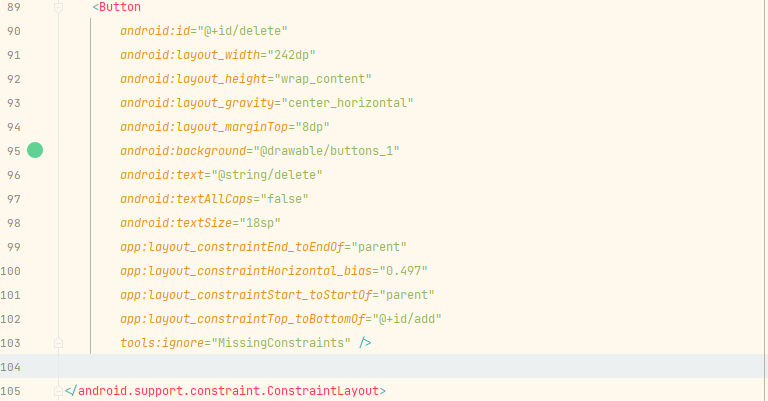 89 <Button
90 android:id="@+id/delete"
91 android:layout_width="242dp"
92 android:layout_height="wrap_content"
93 android:layout_gravity="center_horizontal"
94 android:layout_marginTop="8dp"
95 android:background="@drawable/buttons_1"
96 android:text="@string/delete"
97 android:textAllCaps="false"
98 android:textSize="18sp"
99 app:layout_constraintEnd_toEndOf="parent"
100 app:layout_constraintHorizontal_bias="0.497"
101 app:layout_constraintStart_toStartOf="parent"
102 app:layout_constraintTop_toBottomOf="@+id/add"
103 tools:ignore="MissingConstraints" />
104
105 </android.support.constraint.ConstraintLayout>